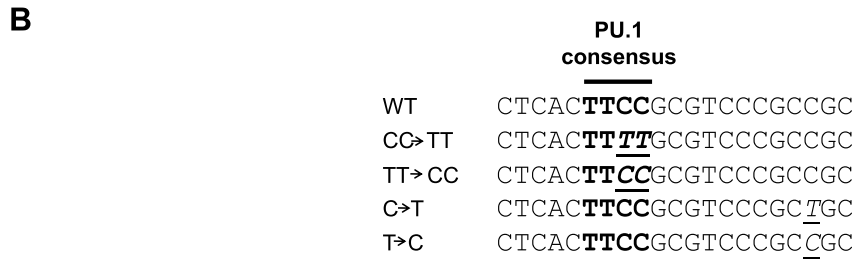 B
PU.1
consensus
WT CTCACTTCCGCGTCCCGCCGC
CC→TT CTCACTTTTGCGTCCCGCCGC
TT→CC CTCACTTCCGCGTCCCGCCGC
C→T CTCACTTCCGCGTCCCGCTGC
T→C CTCACTTCCGCGTCCCGCCGC